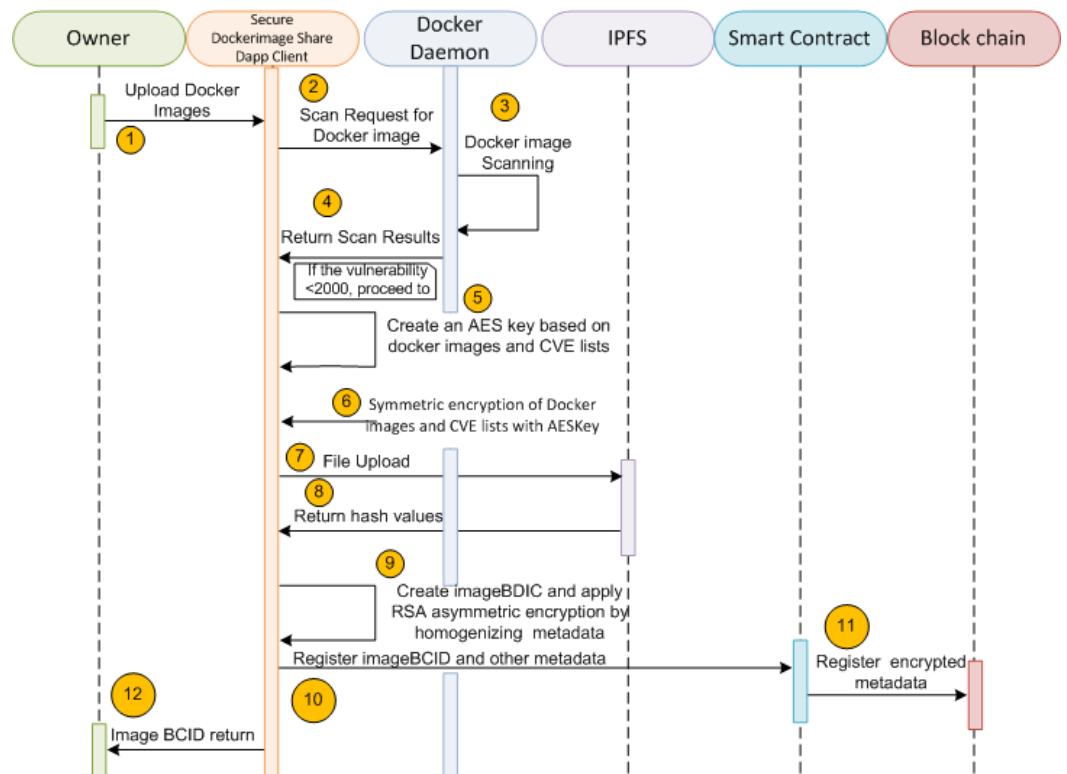 Owner
Secure
Dockerimage Share
Dapp Client
Docker
Daemon
IPFS
Smart Contract
Block chain
Upload Docker
Images
1
2
Scan Request for
Docker image
3
Docker image
Scanning
4
Return Scan Results
If the vulnerability
<2000, proceed to
5
Create an AES key based on
docker images and CVE lists
6
Symmetric encryption of Docker
images and CVE lists with AESKey
7
File Upload
8
Return hash values
9
Create imageBDIC and apply
RSA asymmetric encryption by
homogenizing metadata
Register imageBCID and other metadata
10
11
Register encrypted
metadata
12
Image BCID return